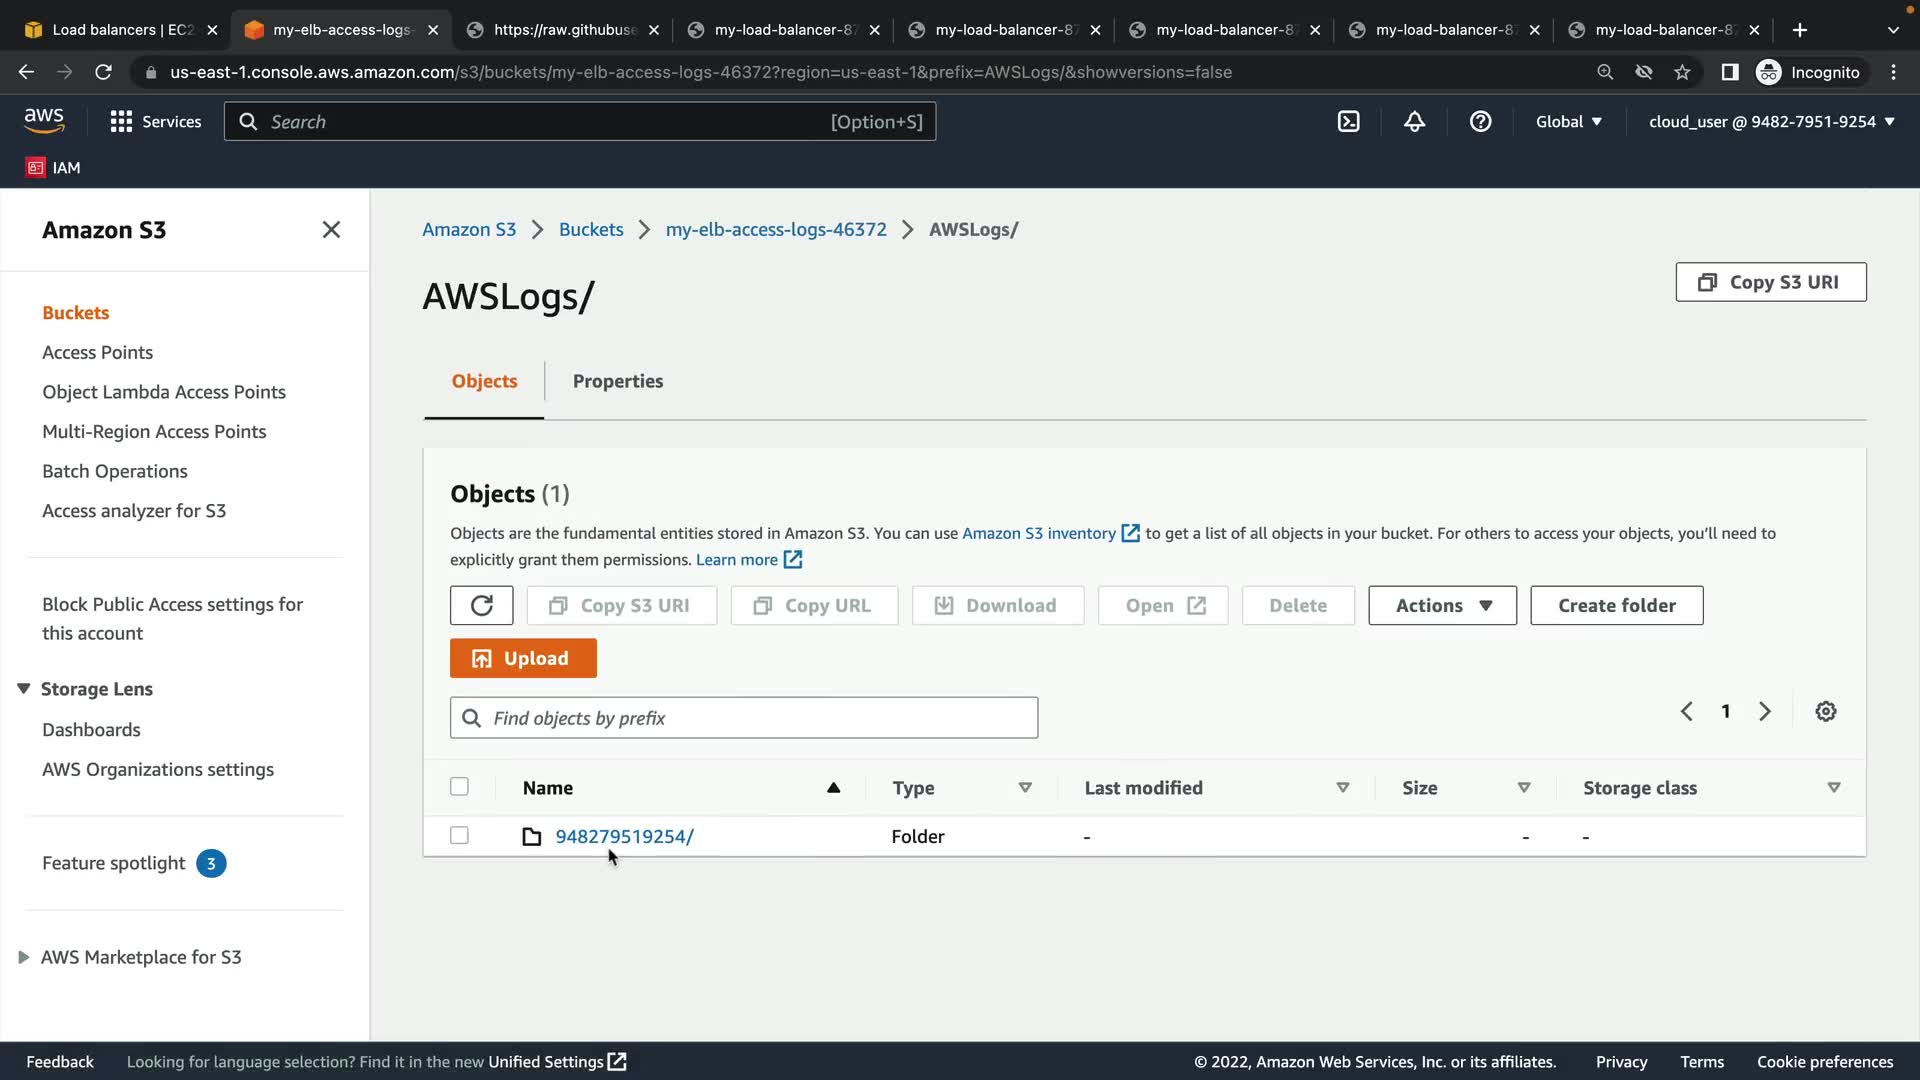 Load balancers | EC2
my-elb-access-logs-
https://raw.githubuse
my-load-balancer-87
my-load-balancer-87
my-load-balancer-87
my-load-balancer-87
my-load-balancer-87
us-east-1.console.aws.amazon.com/s3/buckets/my-elb-access-logs-46372?region=us-east-1&prefix=AWSLogs/&showversions=false
Incognito
aws
Services
Search
[Option+S]
Global
cloud_user @ 9482-7951-9254
IAM
Amazon S3
Buckets
Access Points
Object Lambda Access Points
Multi-Region Access Points
Batch Operations
Access analyzer for S3
Block Public Access settings for
this account
Storage Lens
Dashboards
AWS Organizations settings
Feature spotlight 3
AWS Marketplace for S3
Amazon S3 > Buckets > my-elb-access-logs-46372 > AWSLogs/
AWSLogs/
Copy S3 URI
Objects
Properties
Objects (1)
Objects are the fundamental entities stored in Amazon S3. You can use Amazon S3 inventory to get a list of all objects in your bucket. For others to access your objects, you'll need to
explicitly grant them permissions. Learn more
Copy S3 URI
Copy URL
Download
Open
Delete
Actions
Create folder
Upload
Find objects by prefix
1
Name
Type
Last modified
Size
Storage class
948279519254/
Folder
-
-
-
Feedback
Looking for language selection? Find it in the new Unified Settings
© 2022, Amazon Web Services, Inc. or its affiliates.
Privacy
Terms
Cookie preferences